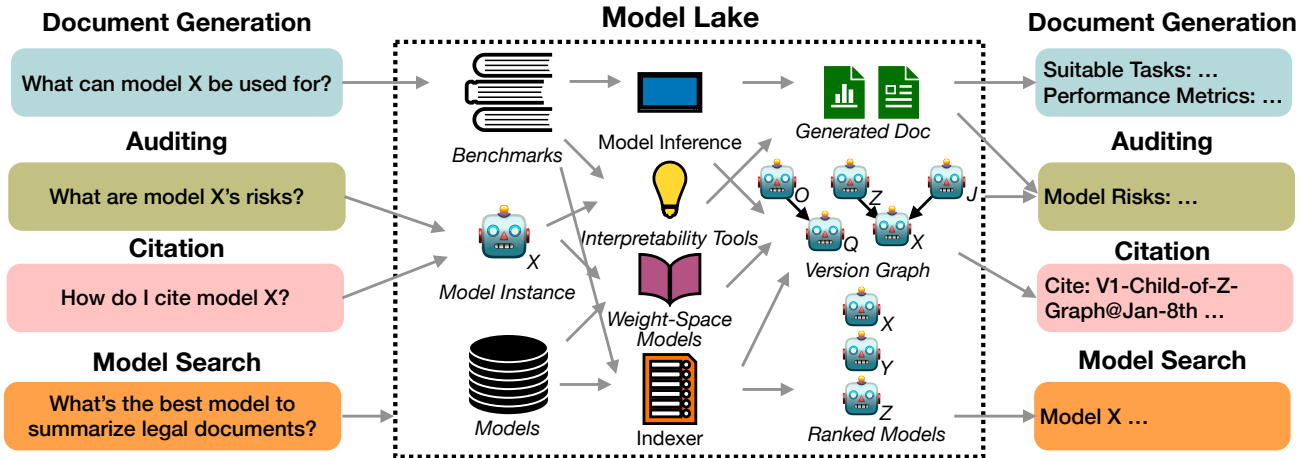 Document Generation
What can model X be used for?
Auditing
What are model X's risks?
Citation
How do I cite model X?
Model Search
What's the best model to
summarize legal documents?
Model Lake
Benchmarks
X
Model Instance
Models
Model Inference
Interpretability Tools
Weight-Space
Models
Indexer
Generated Doc
O
Z
J
Q
X
Version Graph
X
Y
Z
Ranked Models
Document Generation
Suitable Tasks: …
Performance Metrics: …
Auditing
Model Risks: …
Citation
Cite: V1-Child-of-Z-
Graph@Jan-8th …
Model Search
Model X …